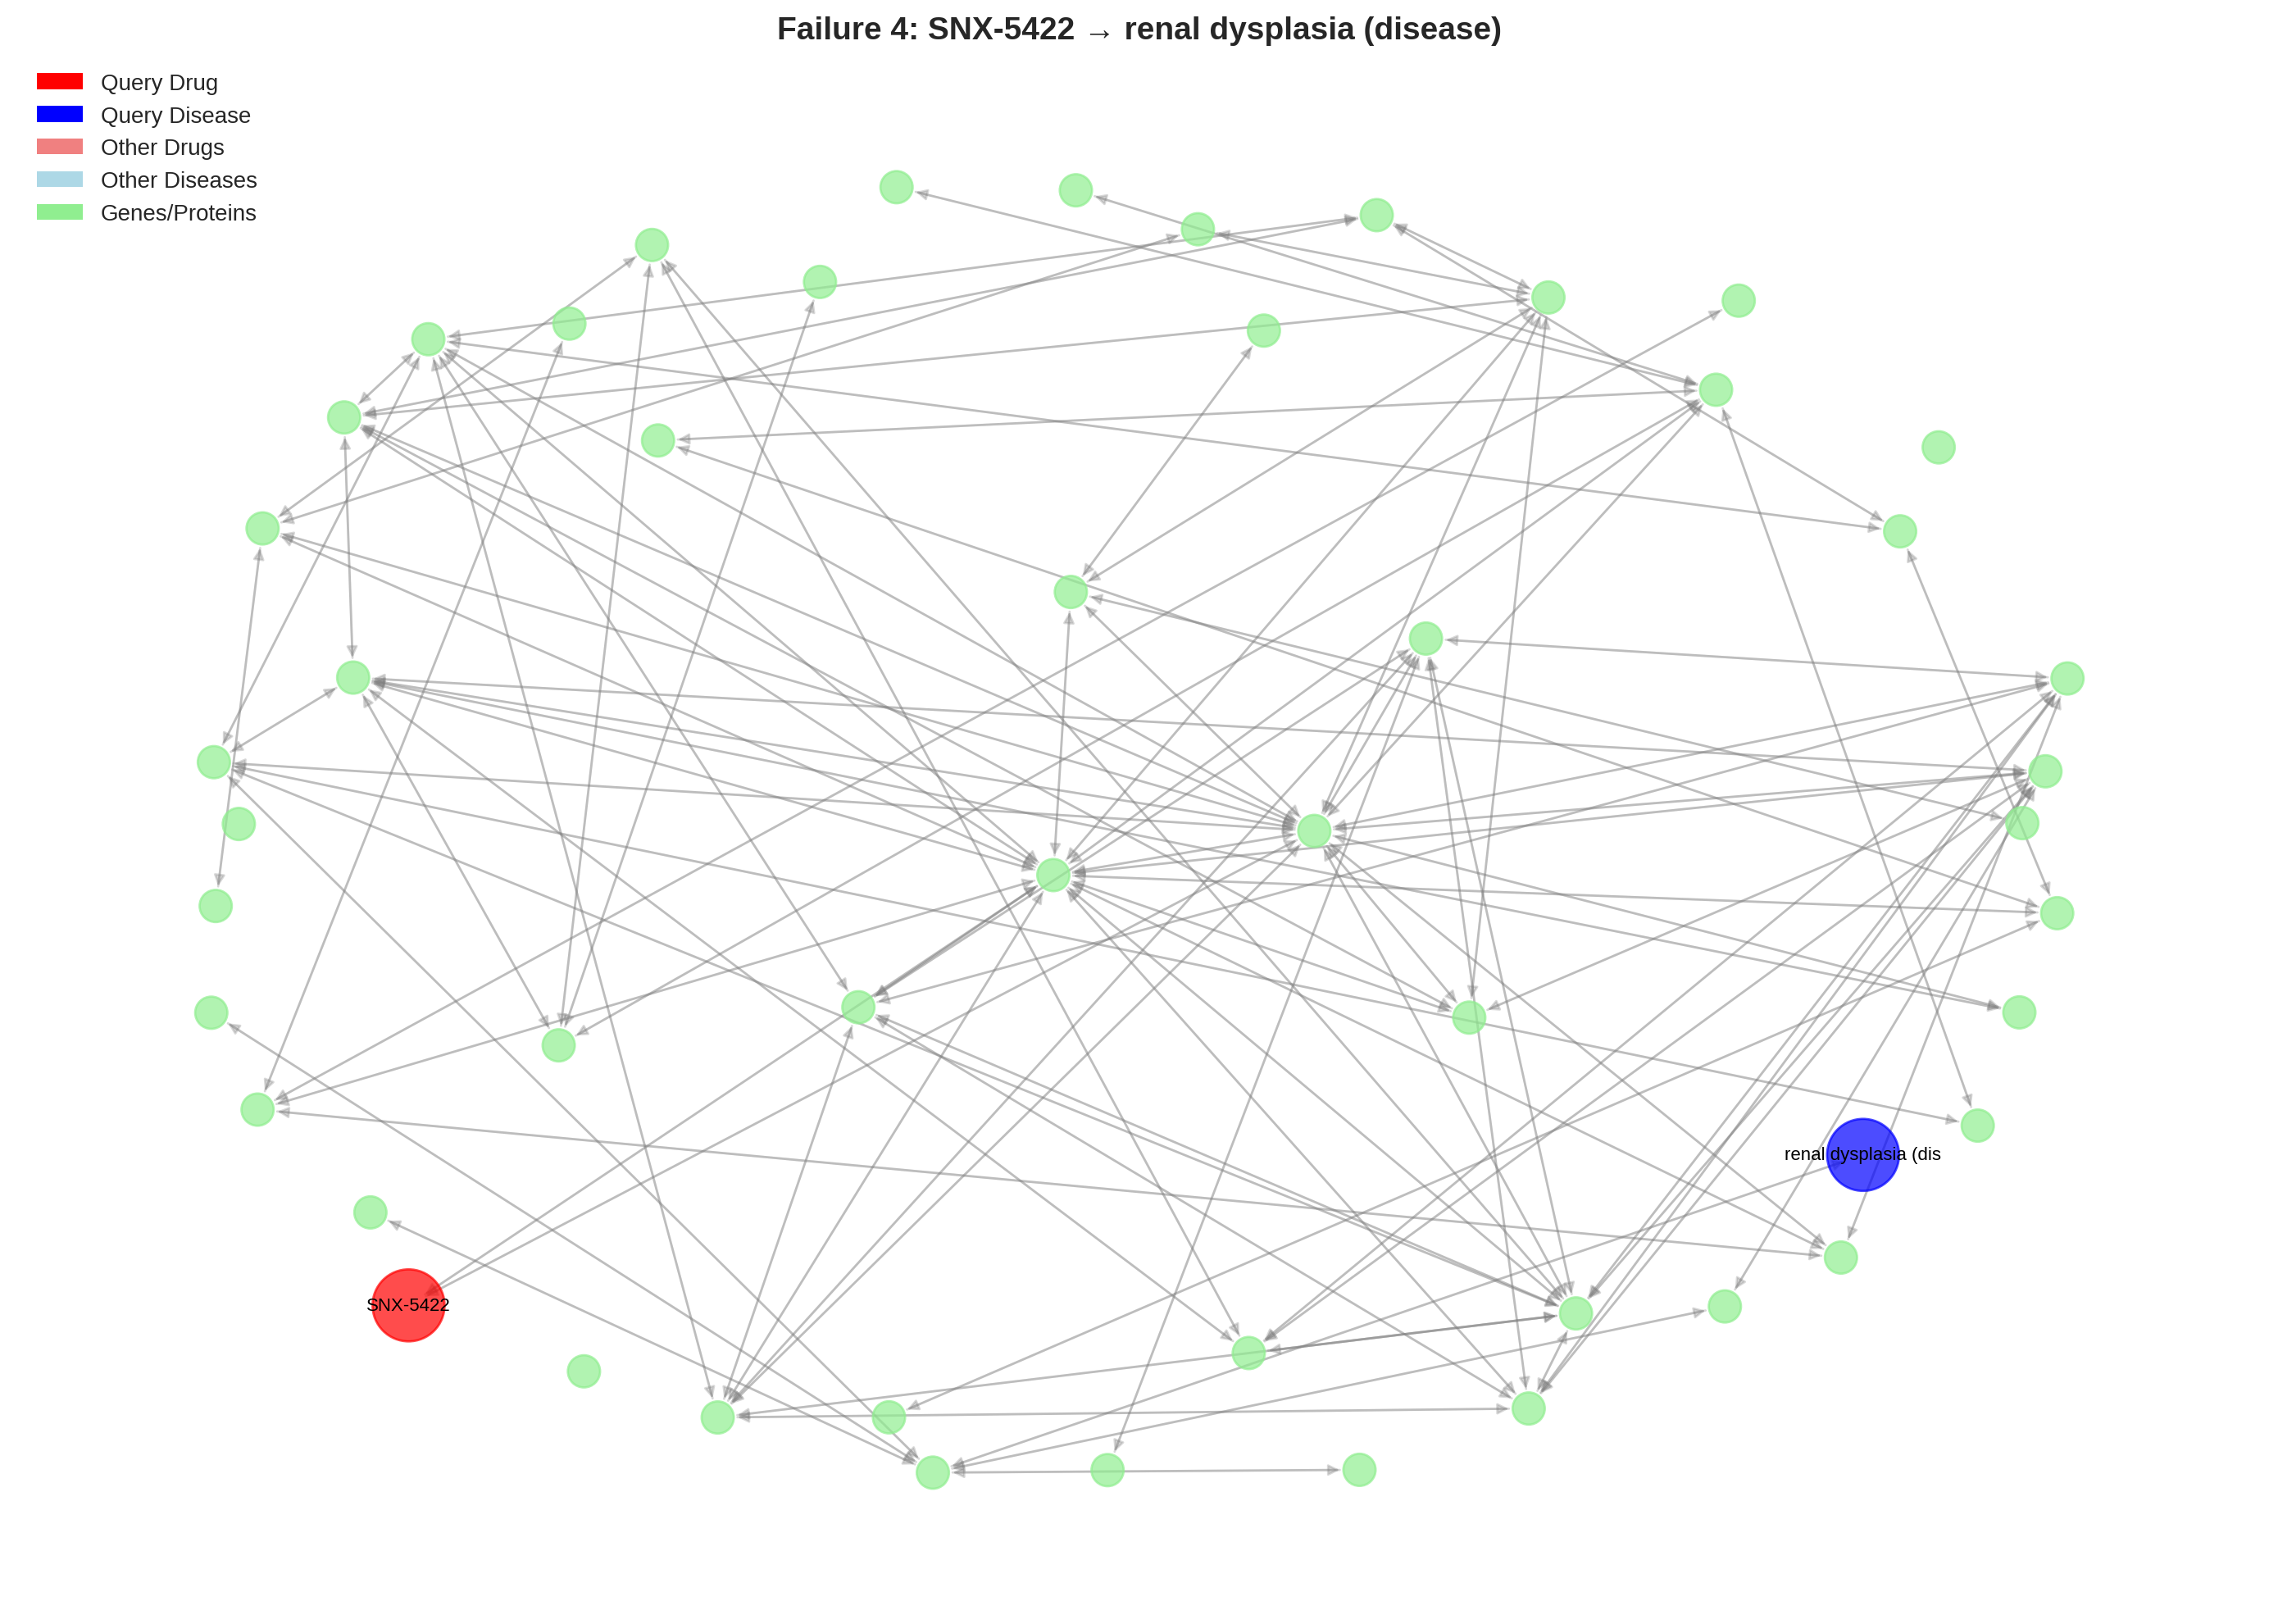 Failure 4: SNX-5422 → renal dysplasia (disease)
Query Drug
Query Disease
Other Drugs
Other Diseases
Genes/Proteins
renal dysplasia (dis
SNX-5422